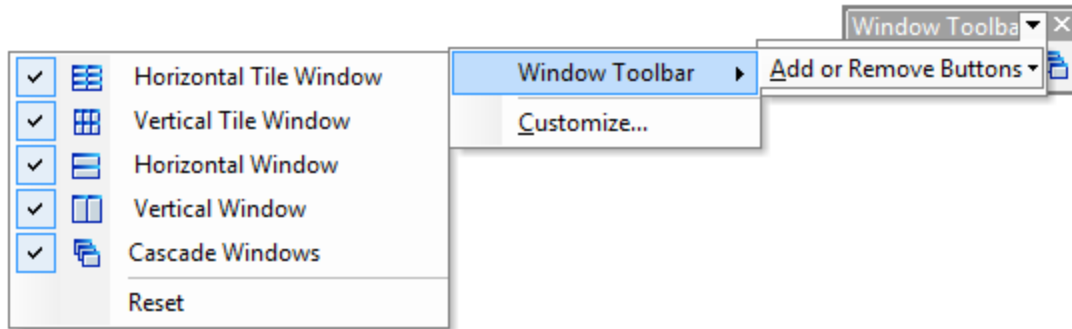 Window Toolba
Add or Remove Buttons
Window Toolbar
Customize...
Horizontal Tile Window
Vertical Tile Window
Horizontal Window
Vertical Window
Cascade Windows
Reset